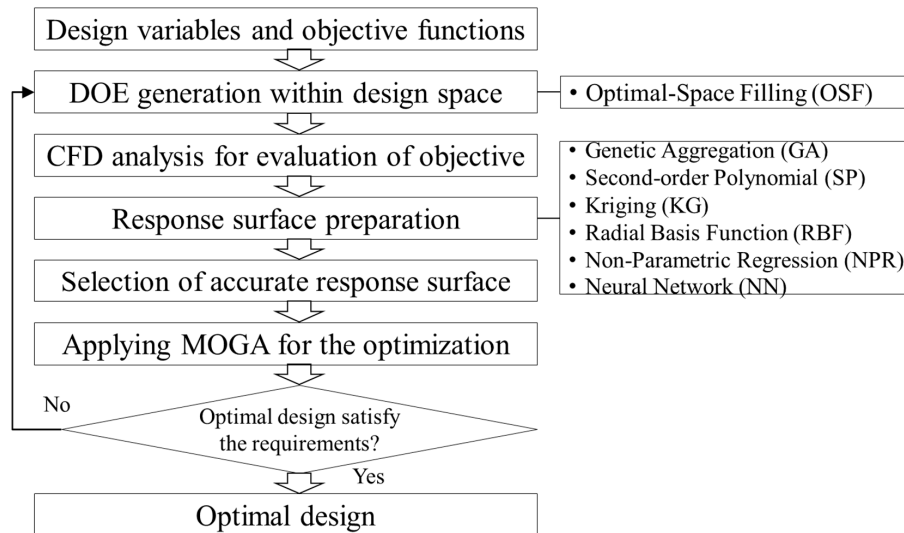 Design variables and objective functions
DOE generation within design space
• Optimal-Space Filling (OSF)
CFD analysis for evaluation of objective
Response surface preparation
• Genetic Aggregation (GA)
• Second-order Polynomial (SP)
• Kriging (KG)
• Radial Basis Function (RBF)
• Non-Parametric Regression (NPR)
• Neural Network (NN)
Selection of accurate response surface
Applying MOGA for the optimization
No
Optimal design satisfy
the requirements?
Yes
Optimal design